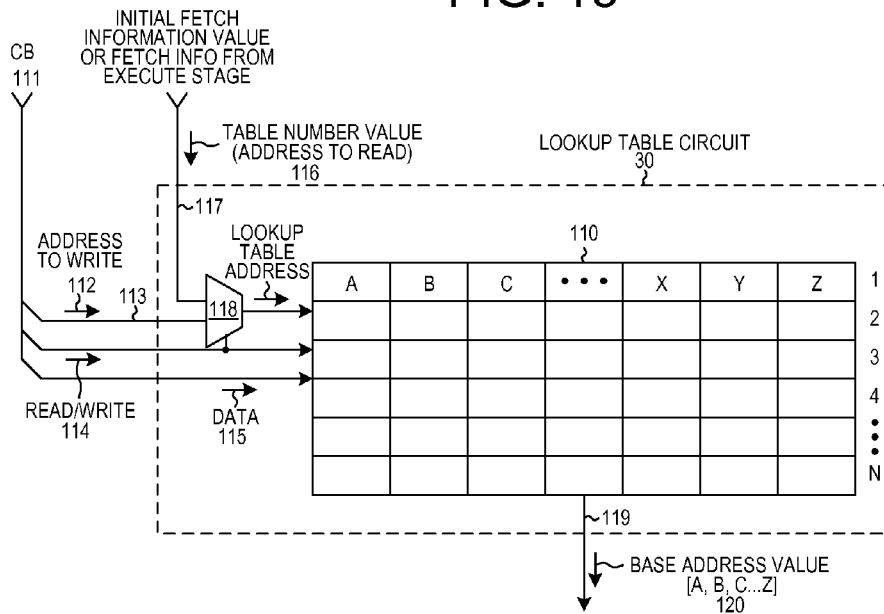 INITIAL FETCH
INFORMATION VALUE
OR FETCH INFO FROM
EXECUTE STAGE
CB
111
TABLE NUMBER VALUE
(ADDRESS TO READ)
116
LOOKUP TABLE CIRCUIT
30
117
ADDRESS
TO WRITE
112
113
LOOKUP
TABLE
ADDRESS
118
110
A B C • • • X Y Z
1
2
3
4
•
•
•
N
READ/WRITE
114
DATA
115
119
BASE ADDRESS VALUE
[A, B, C...Z]
120